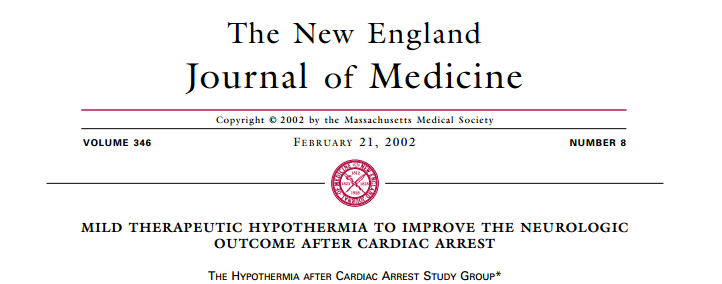 The New England
Journal of Medicine
Copyright © 2002 by the Massachusetts Medical Society
VOLUME 346 FEBRUARY 21, 2002 NUMBER 8
MILD THERAPEUTIC HYPOTHERMIA TO IMPROVE THE NEUROLOGIC
OUTCOME AFTER CARDIAC ARREST
THE HYPOTHERMIA AFTER CARDIAC ARREST STUDY GROUP*